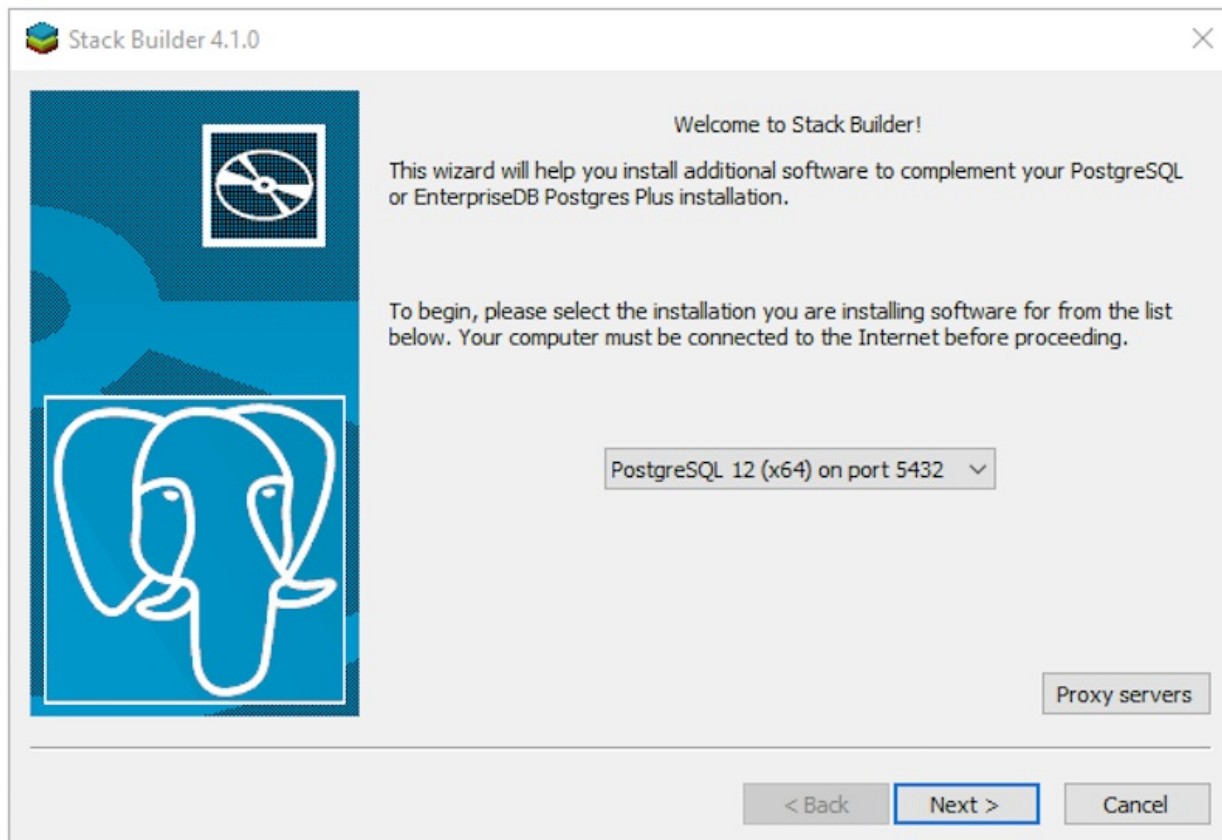 Stack Builder 4.1.0
Welcome to Stack Builder!
This wizard will help you install additional software to complement your PostgreSQL
or EnterpriseDB Postgres Plus installation.
To begin, please select the installation you are installing software for from the list
below. Your computer must be connected to the Internet before proceeding.
PostgreSQL 12 (x64) on port 5432
Proxy servers
< Back
Next >
Cancel